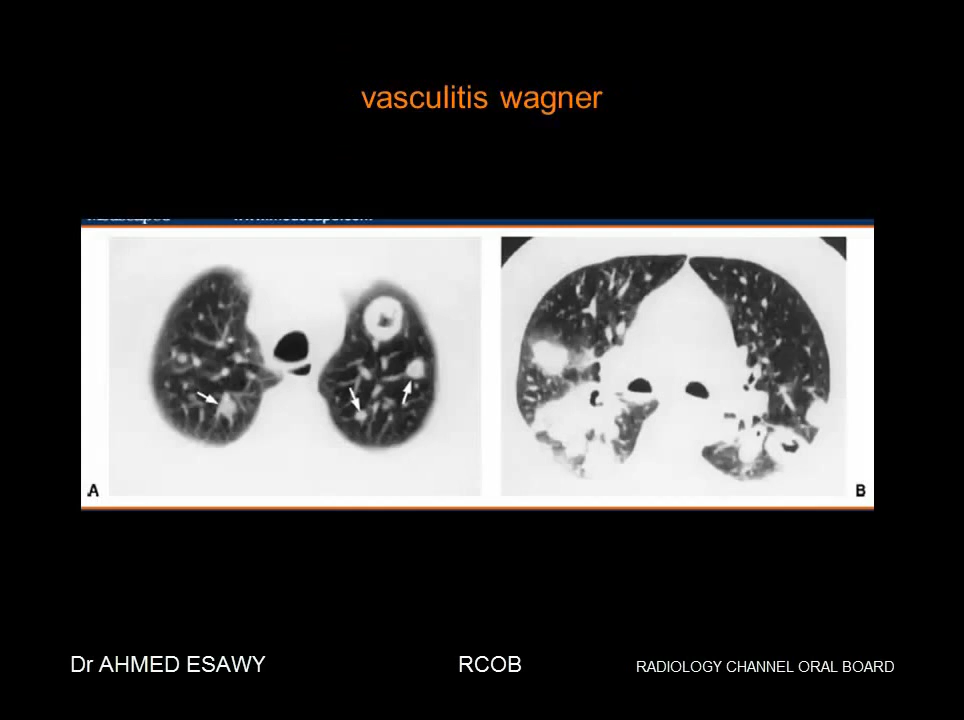 vasculitis wagner
A
B
Dr AHMED ESAWY
RCOB
RADIOLOGY CHANNEL ORAL BOARD